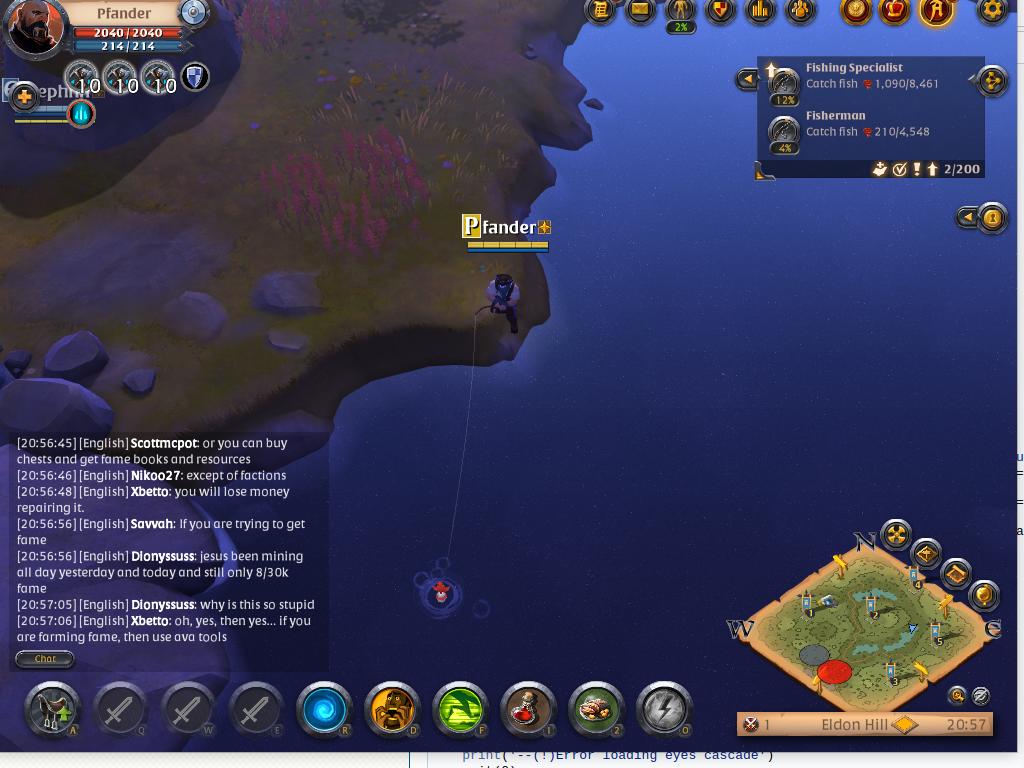 Pfander
2040/2040
214/214
2%
10 10 10
Fishing Specialist
Catch fish 1,090/8,461
12%
Fisherman
Catch fish 210/4,548
4%
2/200
Pfander
[20:56:45] [English] Scottmcpot: or you can buy
chests and get fame books and resources
[20:56:46] [English] Nikoo27: except of factions
[20:56:48] [English] Xbetto: you will lose money
repairing it.
[20:56:56] [English] Savvah: If you are trying to get
fame
[20:56:56] [English] Dionyssuss: jesus been mining
all day yesterday and today and still only 8/30k
fame
[20:57:05] [English] Dionyssuss: why is this so stupid
[20:57:06] [English] Xbetto: oh, yes, then yes... if you
are farming fame, then use ava tools
Chat
N
W
E
1
2
3
4
5
A
Q
W
E
R
D
F
1
2
O
1
Eldon Hill
20:57
print('--(!)Error loading eyes cascade')